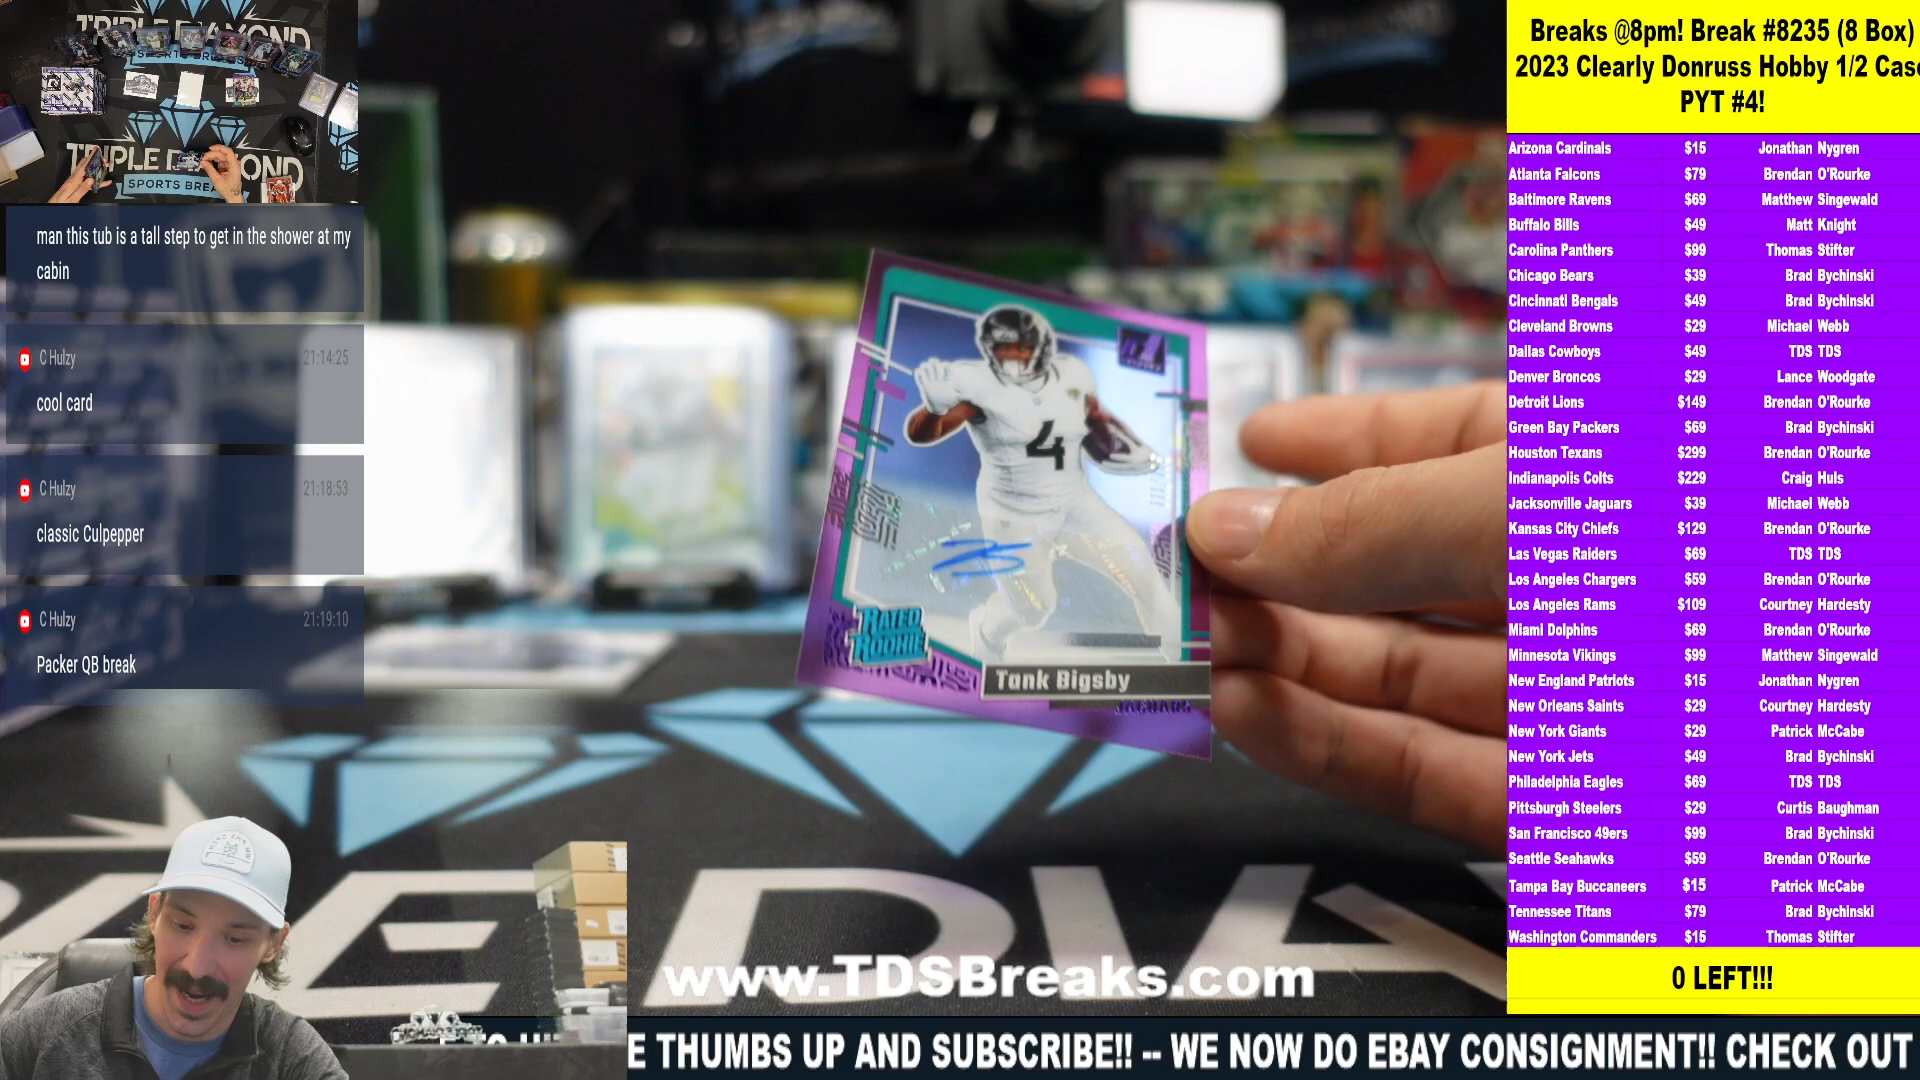 TRIPLE DIAMOND
SPORTS BREAKS
TRIPLE DIAMOND
SPORTS BREA
man this tub is a tall step to get in the shower at my
cabin
C Hulzy 21:14:25
cool card
C Hulzy 21:18:53
classic Culpepper
C Hulzy 21:19:10
Packer QB break
4
RATED
ROOKIE
Tank Bigsby
JAGUARS
www.TDSBreaks.com
E THUMBS UP AND SUBSCRIBE!! -- WE NOW DO EBAY CONSIGNMENT!! CHECK OUT
Breaks @8pm! Break #8235 (8 Box)
2023 Clearly Donruss Hobby 1/2 Case
PYT #4!
Arizona Cardinals $15 Jonathan Nygren
Atlanta Falcons $79 Brendan O'Rourke
Baltimore Ravens $69 Matthew Singewald
Buffalo Bills $49 Matt Knight
Carolina Panthers $99 Thomas Stifter
Chicago Bears $39 Brad Bychinski
Cincinnati Bengals $49 Brad Bychinski
Cleveland Browns $29 Michael Webb
Dallas Cowboys $49 TDS TDS
Denver Broncos $29 Lance Woodgate
Detroit Lions $149 Brendan O'Rourke
Green Bay Packers $69 Brad Bychinski
Houston Texans $299 Brendan O'Rourke
Indianapolis Colts $229 Craig Huls
Jacksonville Jaguars $39 Michael Webb
Kansas City Chiefs $129 Brendan O'Rourke
Las Vegas Raiders $69 TDS TDS
Los Angeles Chargers $59 Brendan O'Rourke
Los Angeles Rams $109 Courtney Hardesty
Miami Dolphins $69 Brendan O'Rourke
Minnesota Vikings $99 Matthew Singewald
New England Patriots $15 Jonathan Nygren
New Orleans Saints $29 Courtney Hardesty
New York Giants $29 Patrick McCabe
New York Jets $49 Brad Bychinski
Philadelphia Eagles $69 TDS TDS
Pittsburgh Steelers $29 Curtis Baughman
San Francisco 49ers $99 Brad Bychinski
Seattle Seahawks $59 Brendan O'Rourke
Tampa Bay Buccaneers $15 Patrick McCabe
Tennessee Titans $79 Brad Bychinski
Washington Commanders $15 Thomas Stifter
0 LEFT!!!